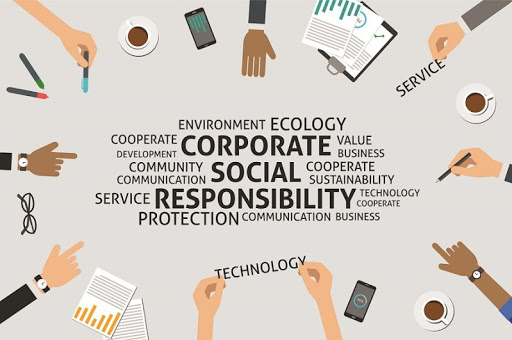 SERVICE
ENVIRONMENT ECOLOGY
COOPERATE CORPORATE VALUE
DEVELOPMENT BUSINESS
COMMUNITY SOCIAL COOPERATE
COMMUNICATION SUSTAINABILITY
SERVICE RESPONSIBILITY TECHNOLOGY
COOPERATE
PROTECTION COMMUNICATION BUSINESS
TECHNOLOGY